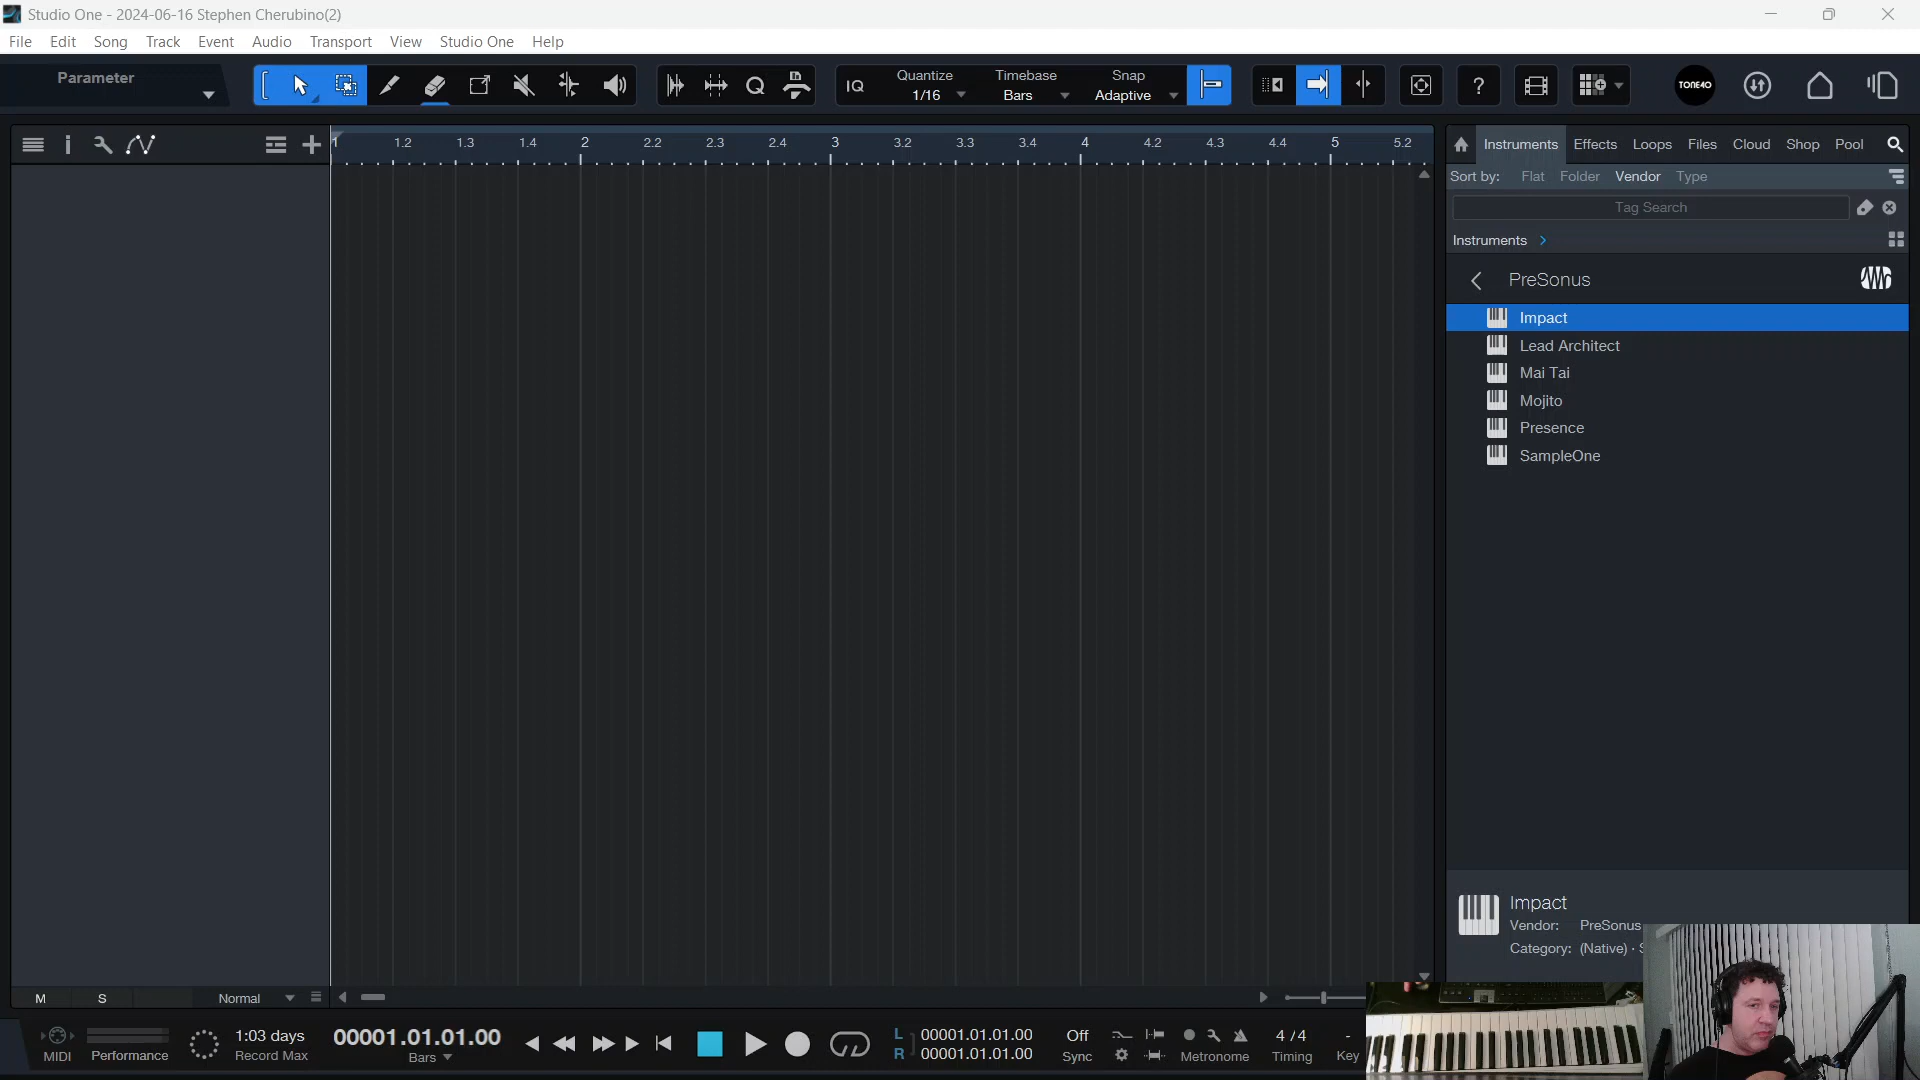 Studio One - 2024-06-16 Stephen Cherubino(2)
File Edit Song Track Event Audio Transport View Studio One Help
Parameter
IQ
Quantize
1/16
Timebase
Bars
Snap
Adaptive
?
TONE40
1 1.2 1.3 1.4 2 2.2 2.3 2.4 3 3.2 3.3 3.4 4 4.2 4.3 4.4 5 5.2
Instruments Effects Loops Files Cloud Shop Pool
Sort by: Flat Folder Vendor Type
Tag Search
Instruments
PreSonus
Impact
Lead Architect
Mai Tai
Mojito
Presence
SampleOne
Impact
Vendor: PreSonus
Category: (Native) ·
M S Normal
MIDI
Performance
1:03 days
Record Max
00001.01.01.00
Bars
L 00001.01.01.00
R 00001.01.01.00
Off
Sync
Metronome
4 / 4
Timing
-
Key